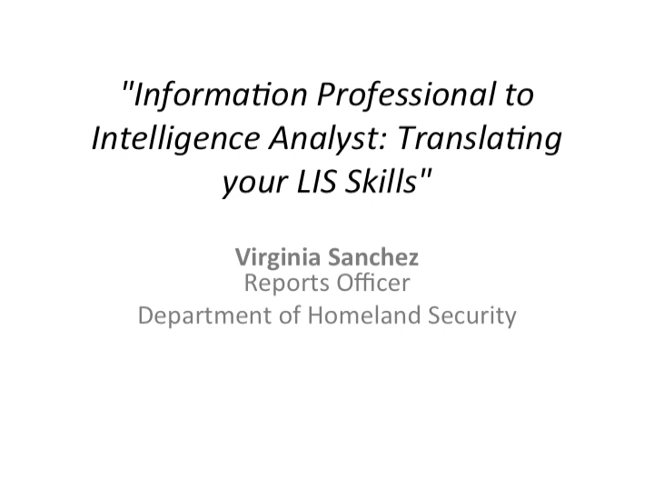 "Information Professional to
Intelligence Analyst: Translating
your LIS Skills"
Virginia Sanchez
Reports Officer
Department of Homeland Security